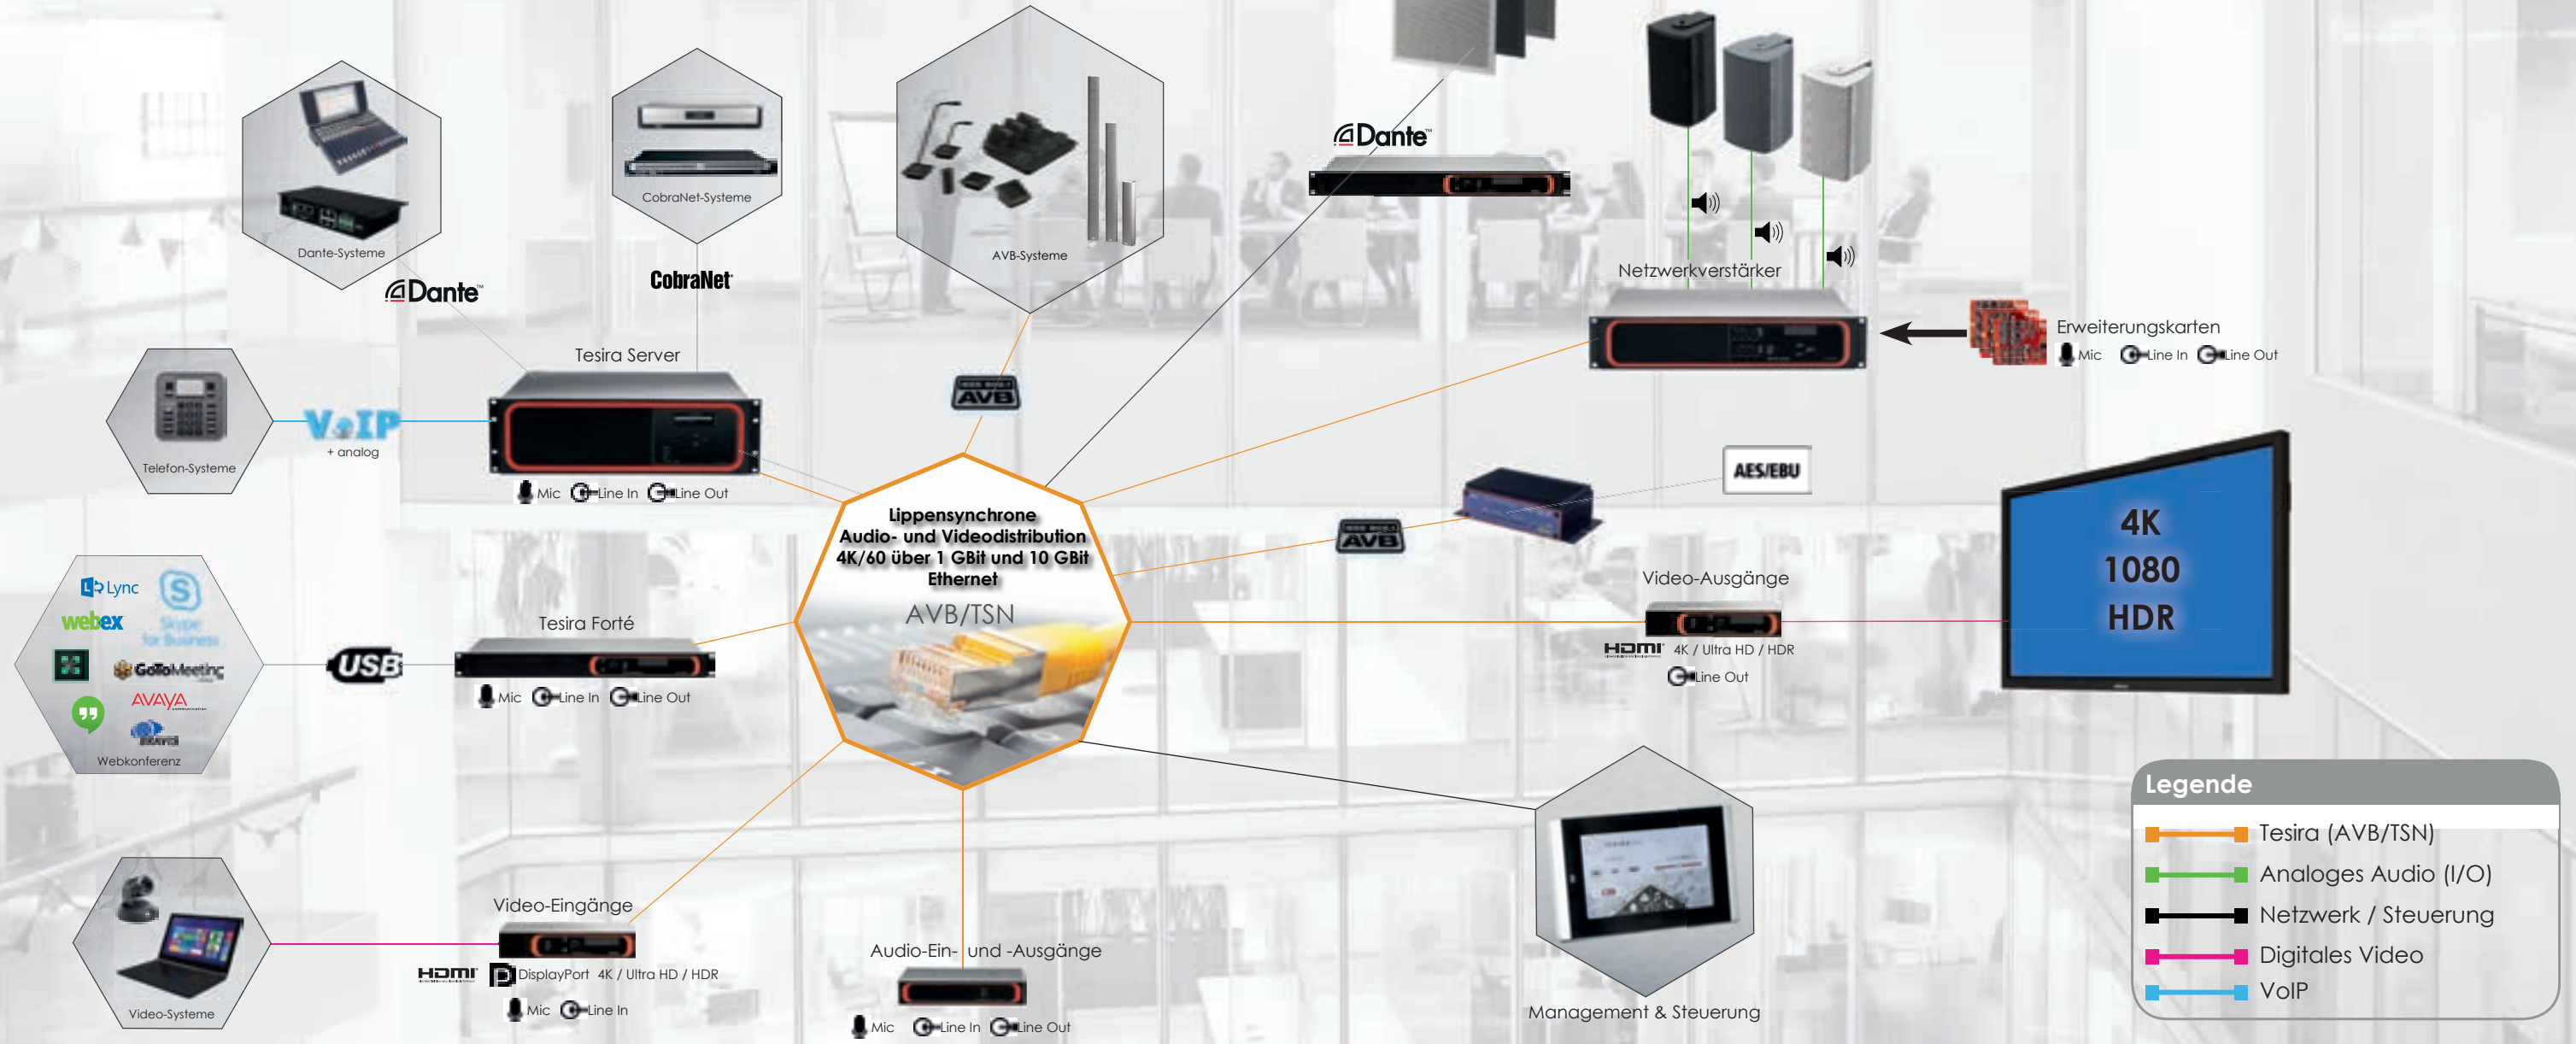 Dante-Systeme
Dante™
CobraNet-Systeme
CobraNet
AVB-Systeme
AVB
Dante™
Netzwerkverstärker
Erweiterungskarten
Mic Line In Line Out
Telefon-Systeme
VoIP
+ analog
Tesira Server
Mic Line In Line Out
AES/EBU
AVB
Lippensynchrone
Audio- und Videodistribution
4K/60 über 1 GBit und 10 GBit
Ethernet
AVB/TSN
Lync
Skype
for Business
webex
GoToMeeting
AVAYA
Webkonferenz
USB
Tesira Forté
Mic Line In Line Out
Video-Ausgänge
HDMI 4K / Ultra HD / HDR
Line Out
4K
1080
HDR
Video-Systeme
Video-Eingänge
HDMI DisplayPort 4K / Ultra HD / HDR
Mic Line In
Audio-Ein- und -Ausgänge
Mic Line In Line Out
Management & Steuerung
Legende
Tesira (AVB/TSN)
Analoges Audio (I/O)
Netzwerk / Steuerung
Digitales Video
VoIP